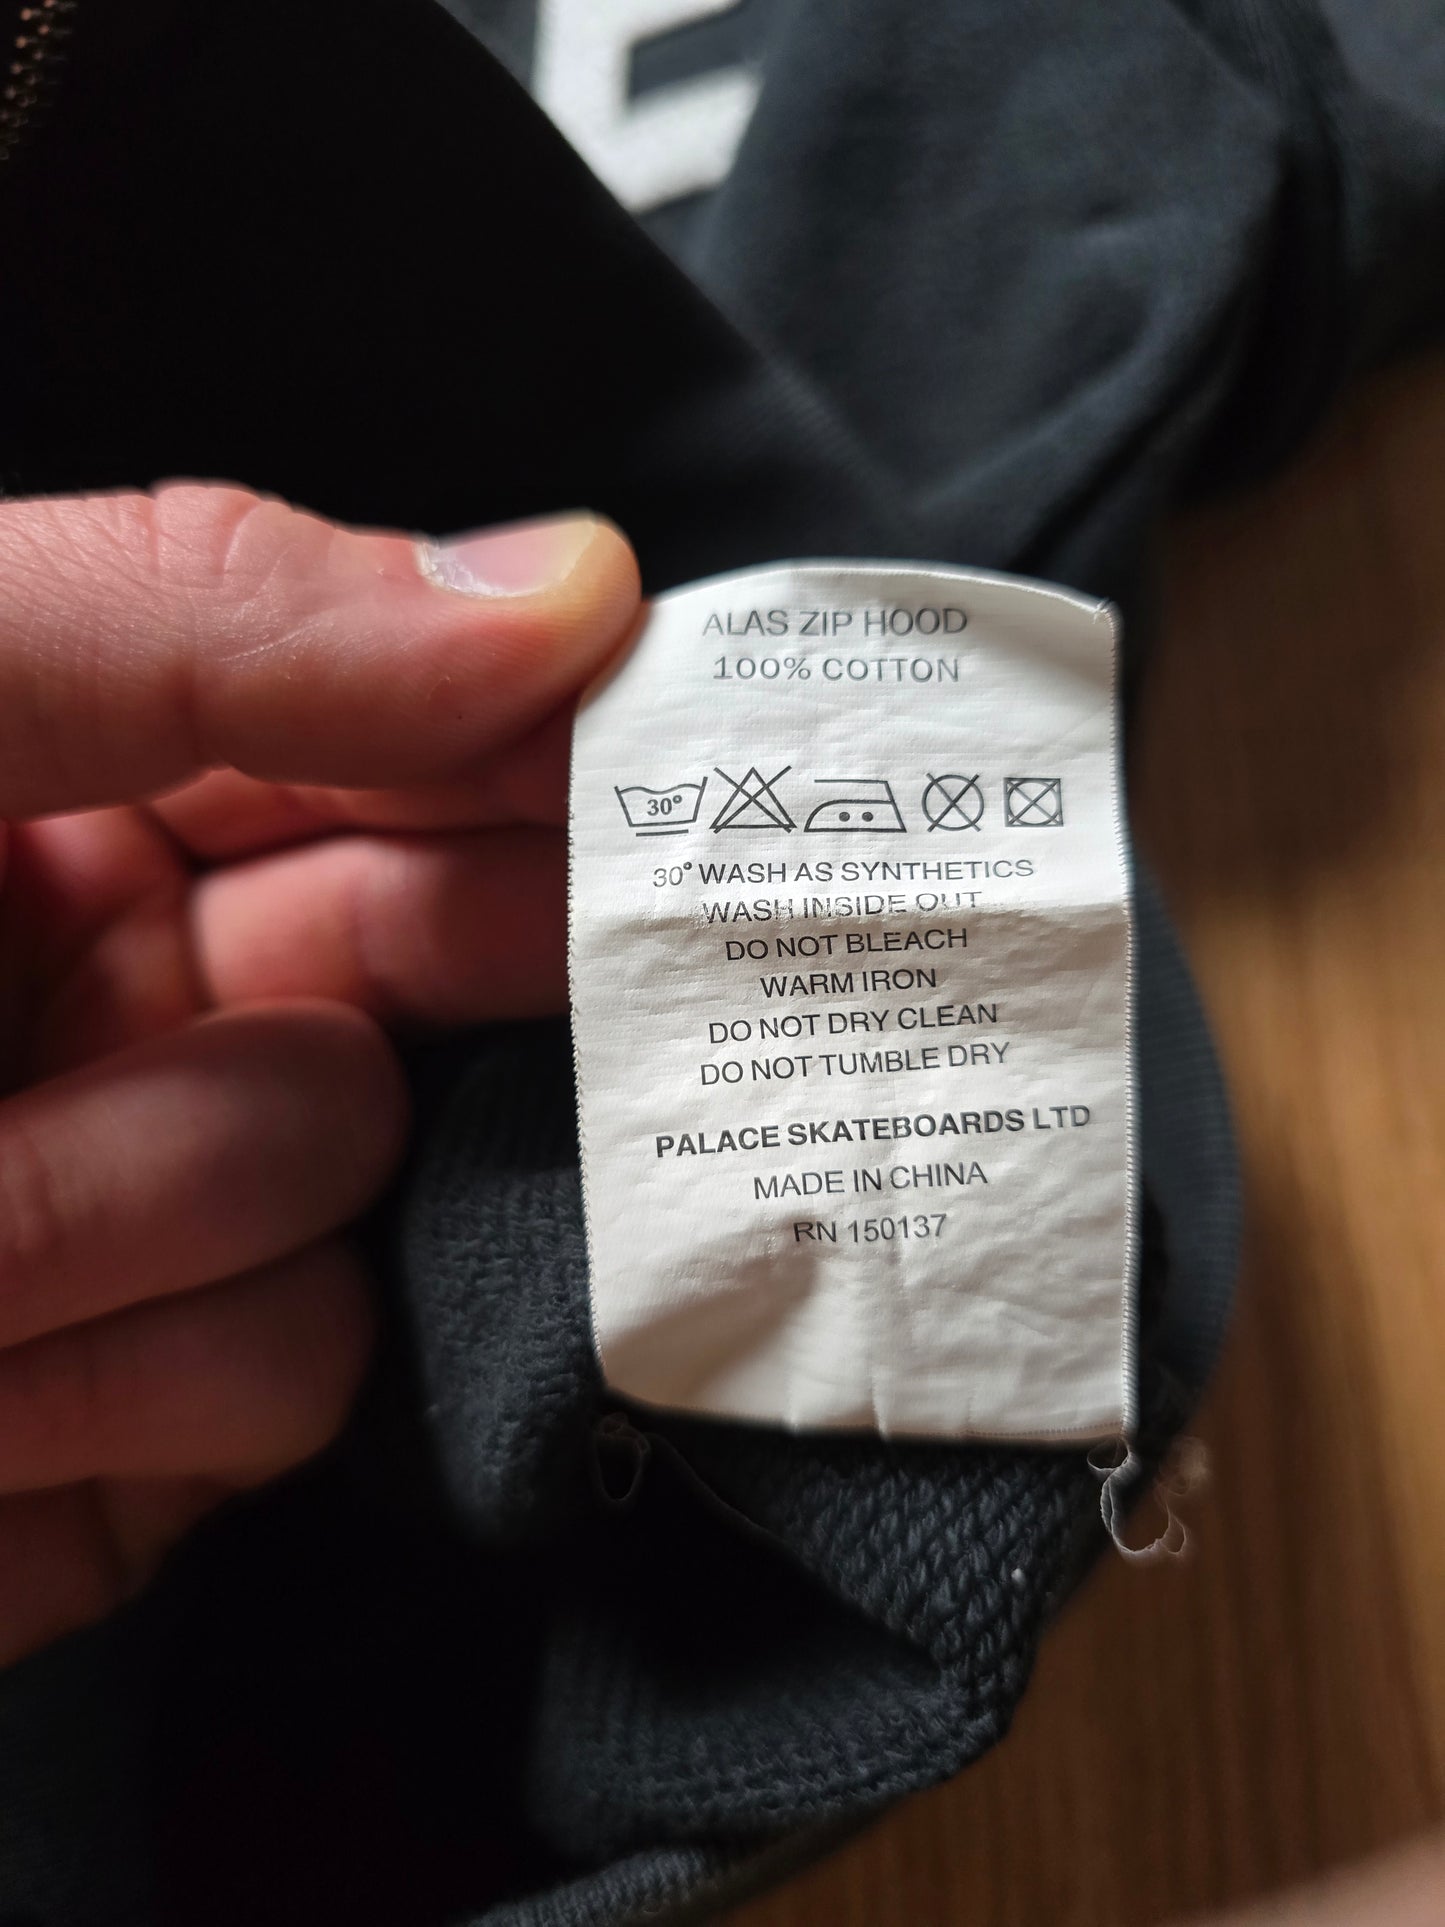 E
ALAS ZIP HOOD
100% COTTON
30°
30° WASH AS SYNTHETICS
WASH INSIDE OUT
DO NOT BLEACH
WARM IRON
DO NOT DRY CLEAN
DO NOT TUMBLE DRY
PALACE SKATEBOARDS LTD
MADE IN CHINA
RN 150137